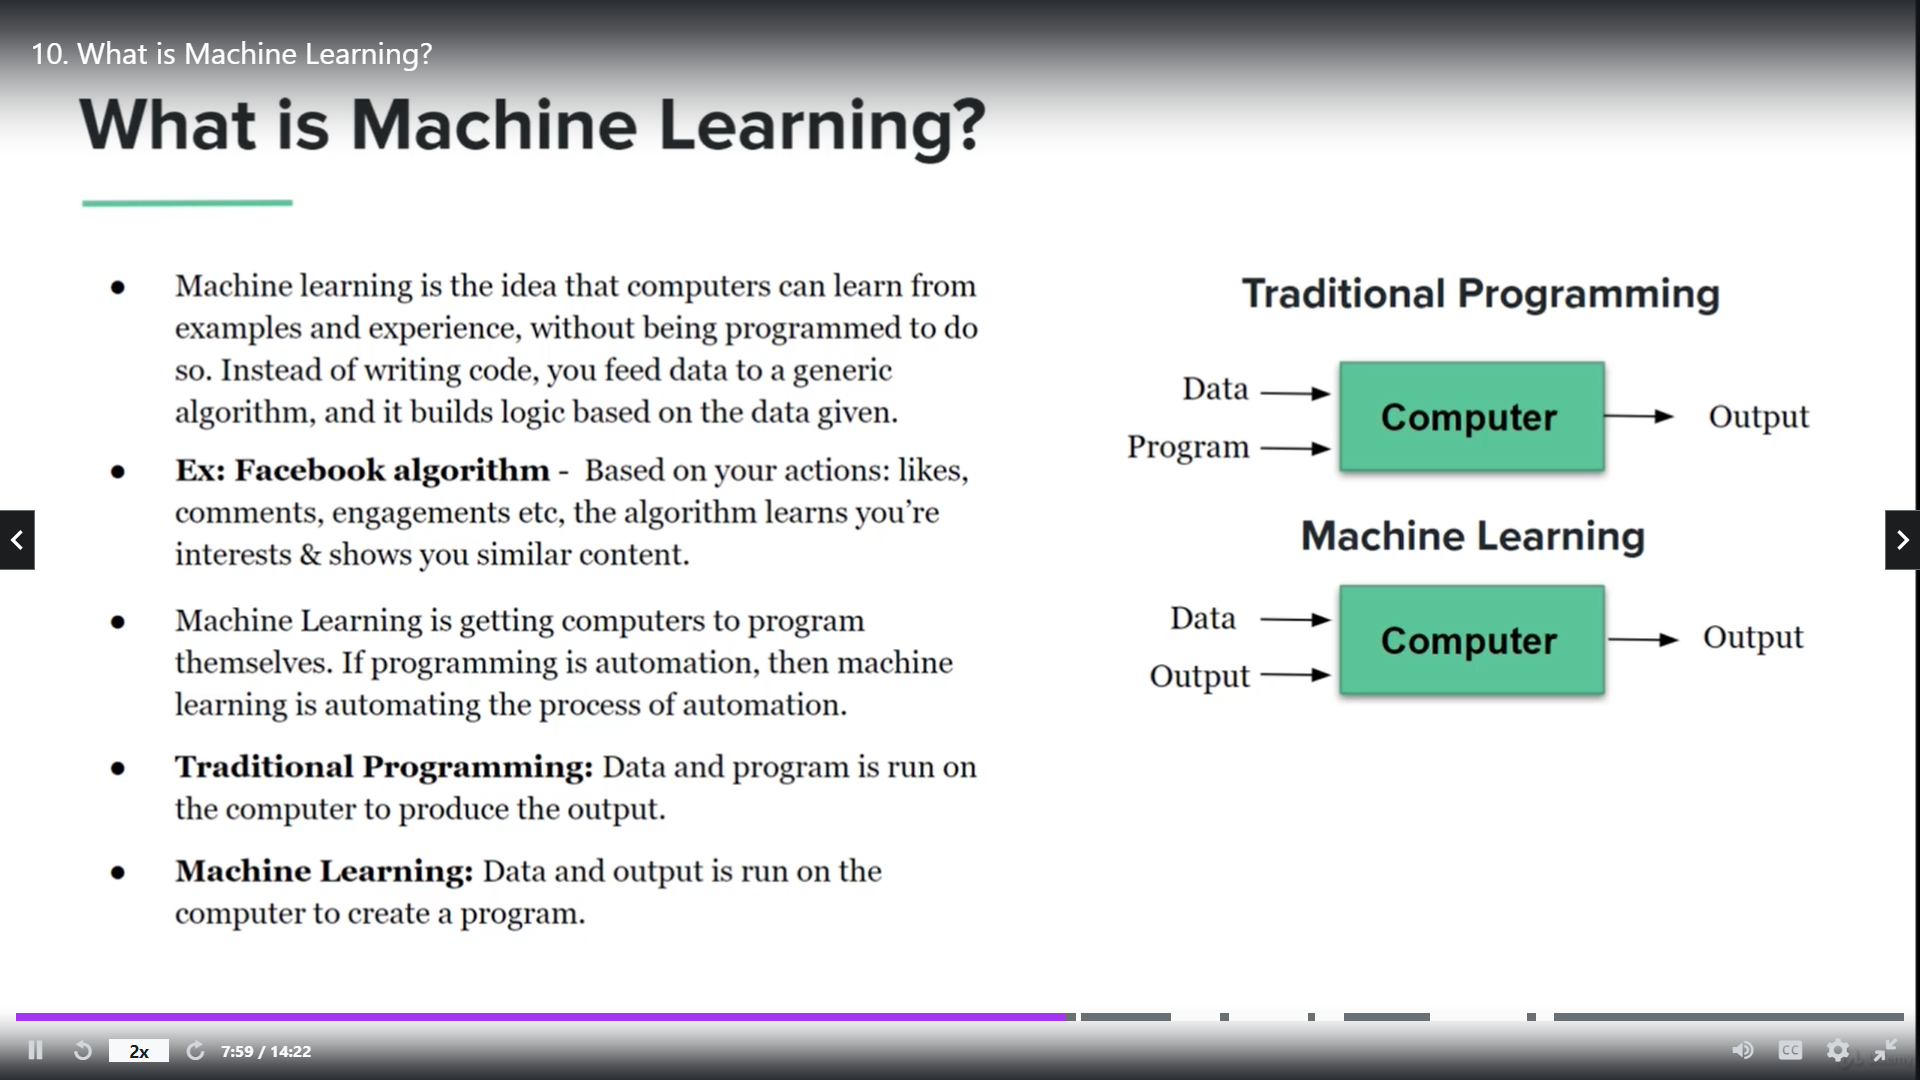 10. What is Machine Learning?
What is Machine Learning?
● Machine learning is the idea that computers can learn from
examples and experience, without being programmed to do
so. Instead of writing code, you feed data to a generic
algorithm, and it builds logic based on the data given.
● Ex: Facebook algorithm - Based on your actions: likes,
comments, engagements etc, the algorithm learns you’re
interests & shows you similar content.
● Machine Learning is getting computers to program
themselves. If programming is automation, then machine
learning is automating the process of automation.
● Traditional Programming: Data and program is run on
the computer to produce the output.
● Machine Learning: Data and output is run on the
computer to create a program.
Traditional Programming
Data
Program
Computer
Output
Machine Learning
Data
Output
Computer
Output
2x
7:59 / 14:22
CC